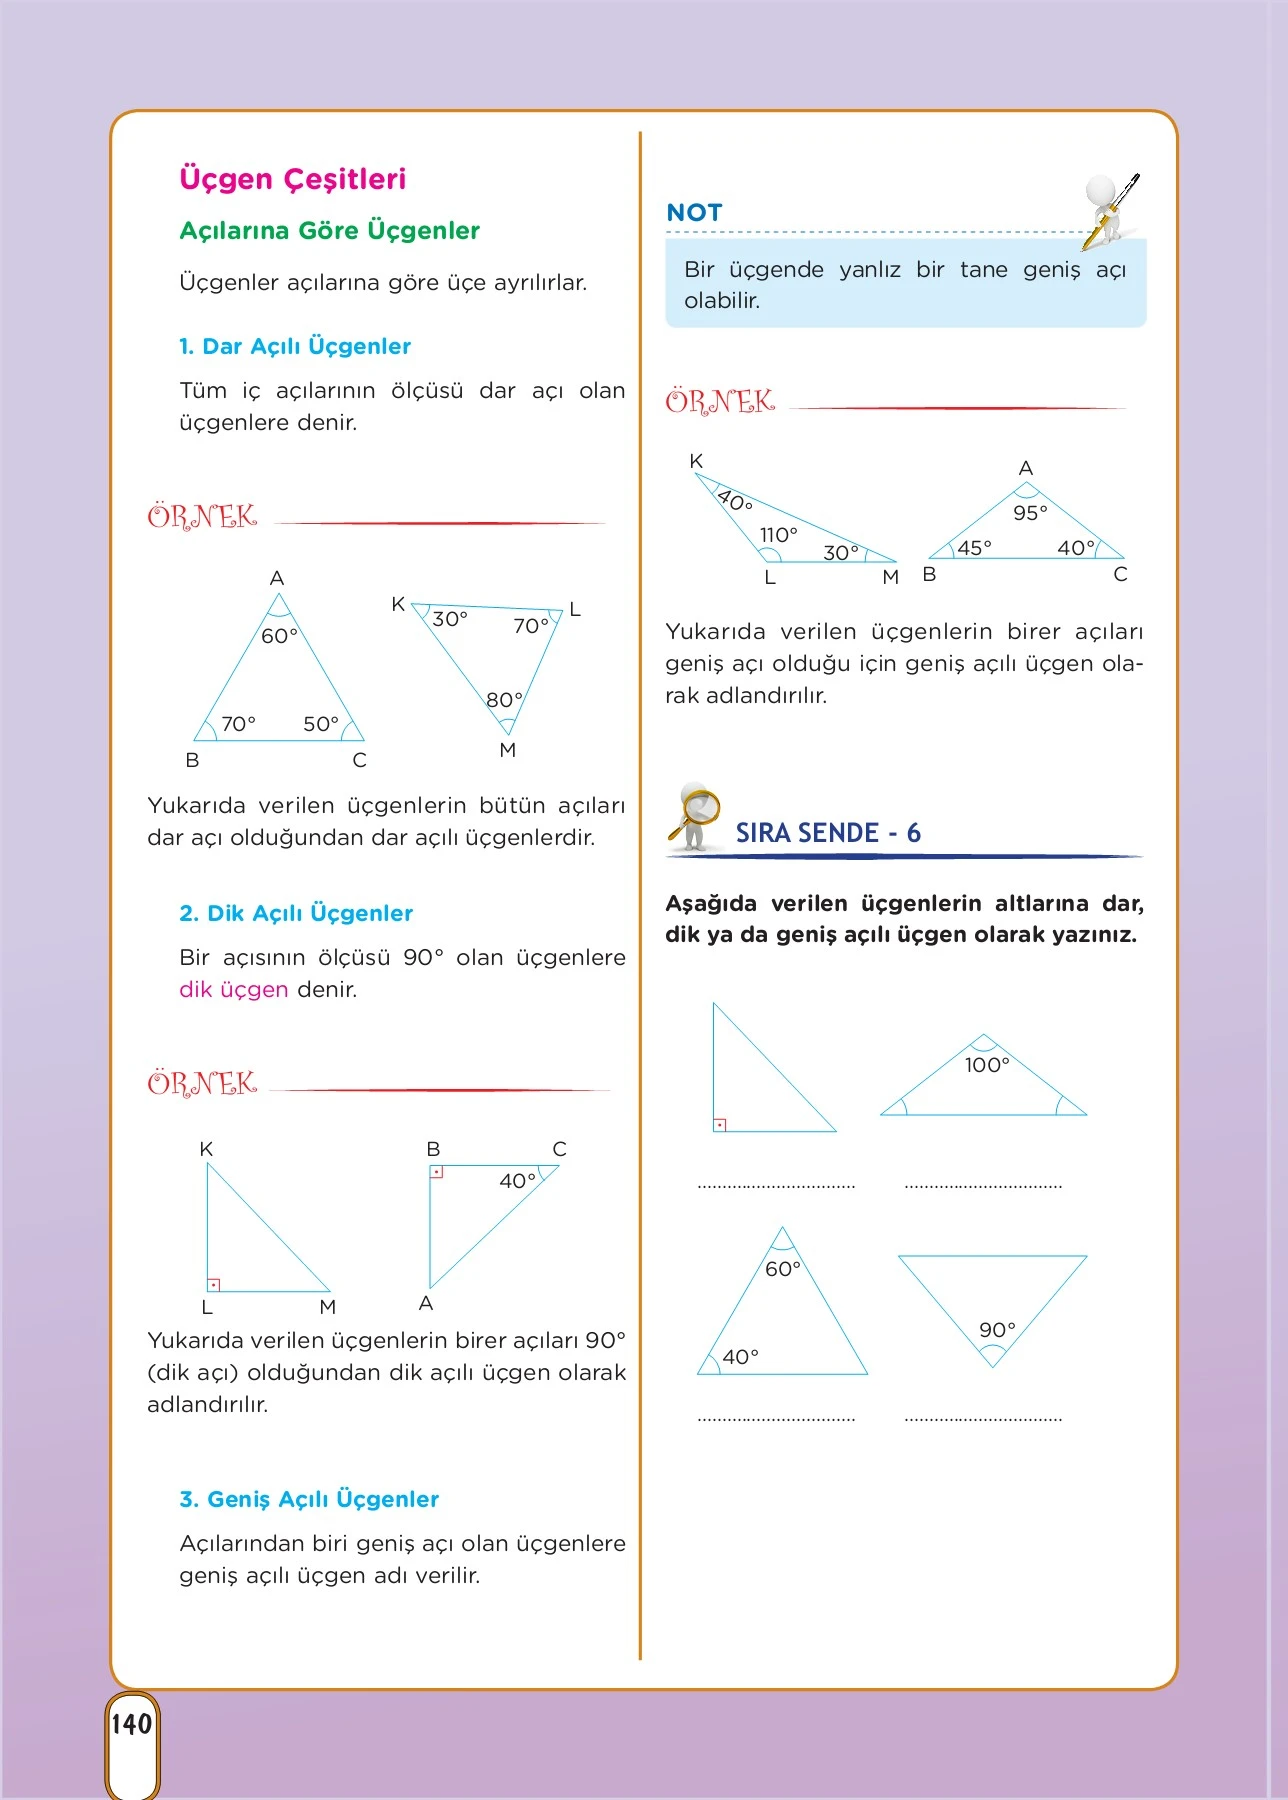 Üçgen Çeşitleri
Açılarına Göre Üçgenler
Üçgenler açılarına göre üçe ayrılırlar.
1. Dar Açılı Üçgenler
Tüm iç açılarının ölçüsü dar açı olan
üçgenlere denir.
ÖRNEK
A
60°
70°
50°
B
C
K
30°
70°
L
80°
M
Yukarıda verilen üçgenlerin bütün açıları
dar açı olduğundan dar açılı üçgenlerdir.
2. Dik Açılı Üçgenler
Bir açısının ölçüsü 90° olan üçgenlere
dik üçgen denir.
ÖRNEK
K
L
M
B
C
40°
A
Yukarıda verilen üçgenlerin birer açıları 90°
(dik açı) olduğundan dik açılı üçgen olarak
adlandırılır.
3. Geniş Açılı Üçgenler
Açılarından biri geniş açı olan üçgenlere
geniş açılı üçgen adı verilir.
NOT
Bir üçgende yanlız bir tane geniş açı
olabilir.
ÖRNEK
K
40°
110°
30°
L
M
A
95°
45°
40°
B
C
Yukarıda verilen üçgenlerin birer açıları
geniş açı olduğu için geniş açılı üçgen ola-
rak adlandırılır.
SIRA SENDE - 6
Aşağıda verilen üçgenlerin altlarına dar,
dik ya da geniş açılı üçgen olarak yazınız.
100°
................................ ................................
60°
40°
90°
................................ ................................
140